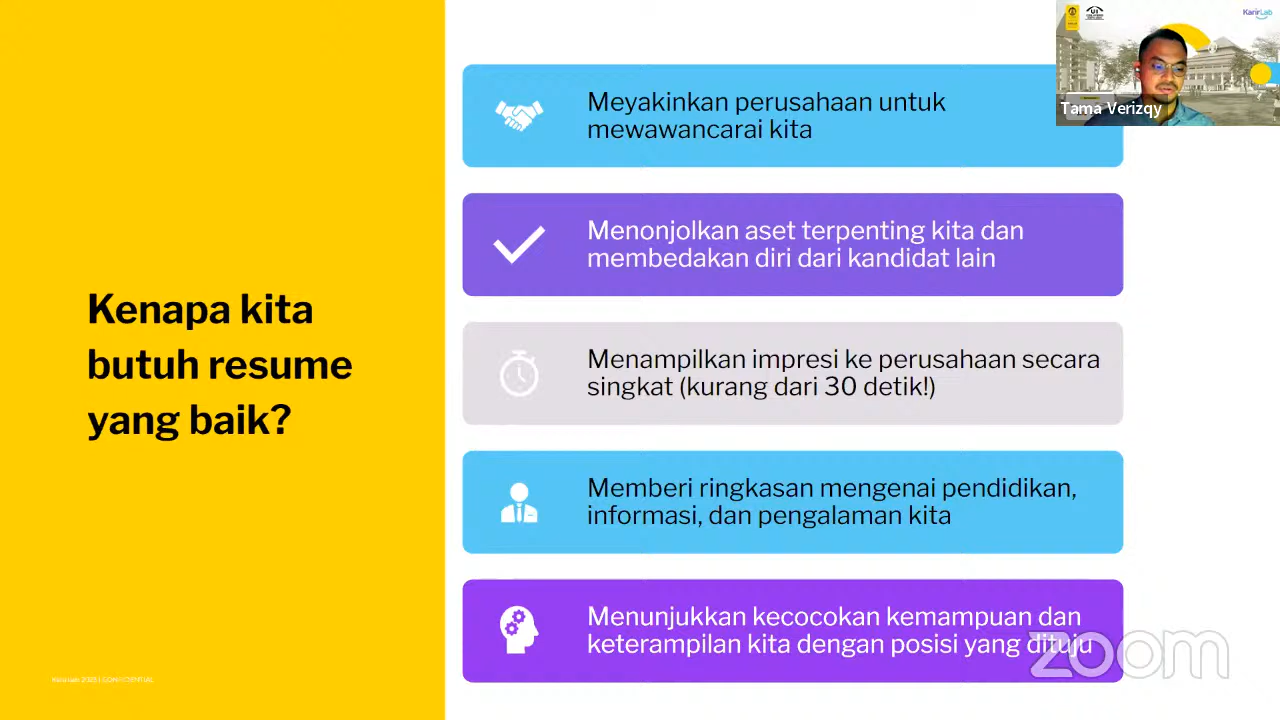 Kenapa kita
butuh resume
yang baik?
Meyakinkan perusahaan untuk
mewawancarai kita
Menonjolkan aset terpenting kita dan
membedakan diri dari kandidat lain
Menampilkan impresi ke perusahaan secara
singkat (kurang dari 30 detik!)
Memberi ringkasan mengenai pendidikan,
informasi, dan pengalaman kita
Menunjukkan kecocokan kemampuan dan
keterampilan kita dengan posisi yang dituju
KarirLab
Tama Verizqy
zoom